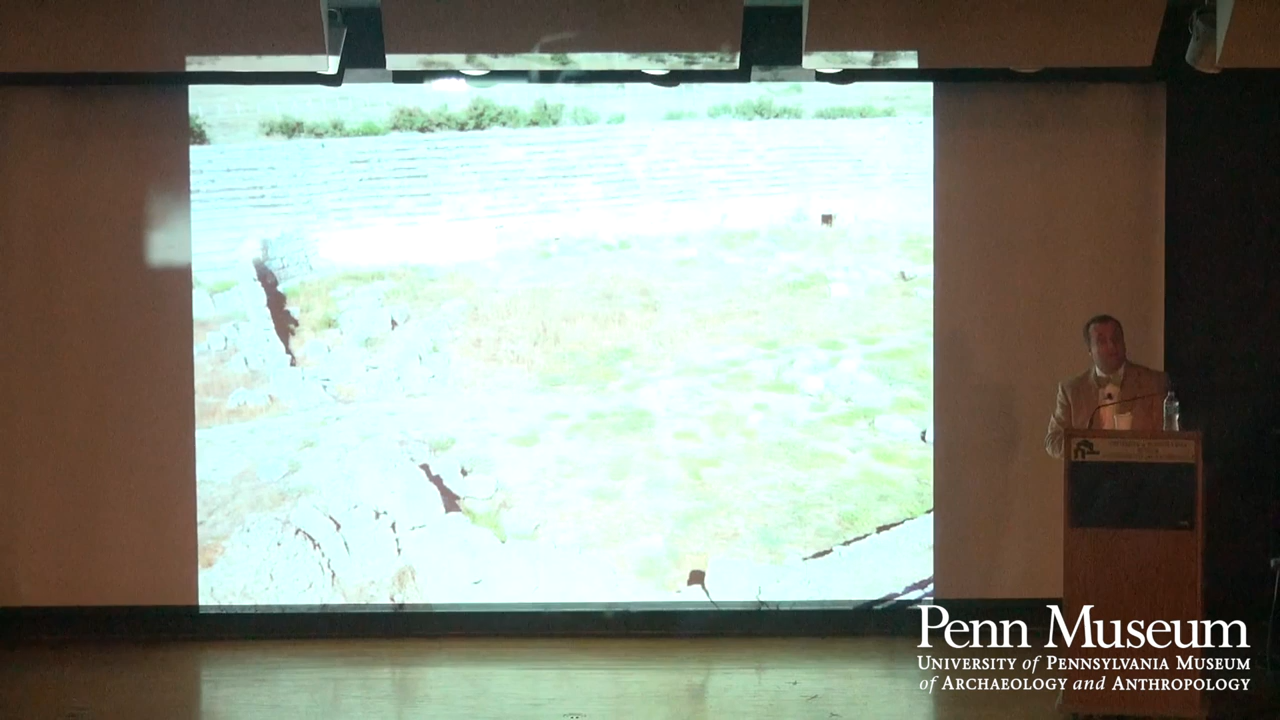 Penn Museum
University of Pennsylvania Museum
of Archaeology and Anthropology